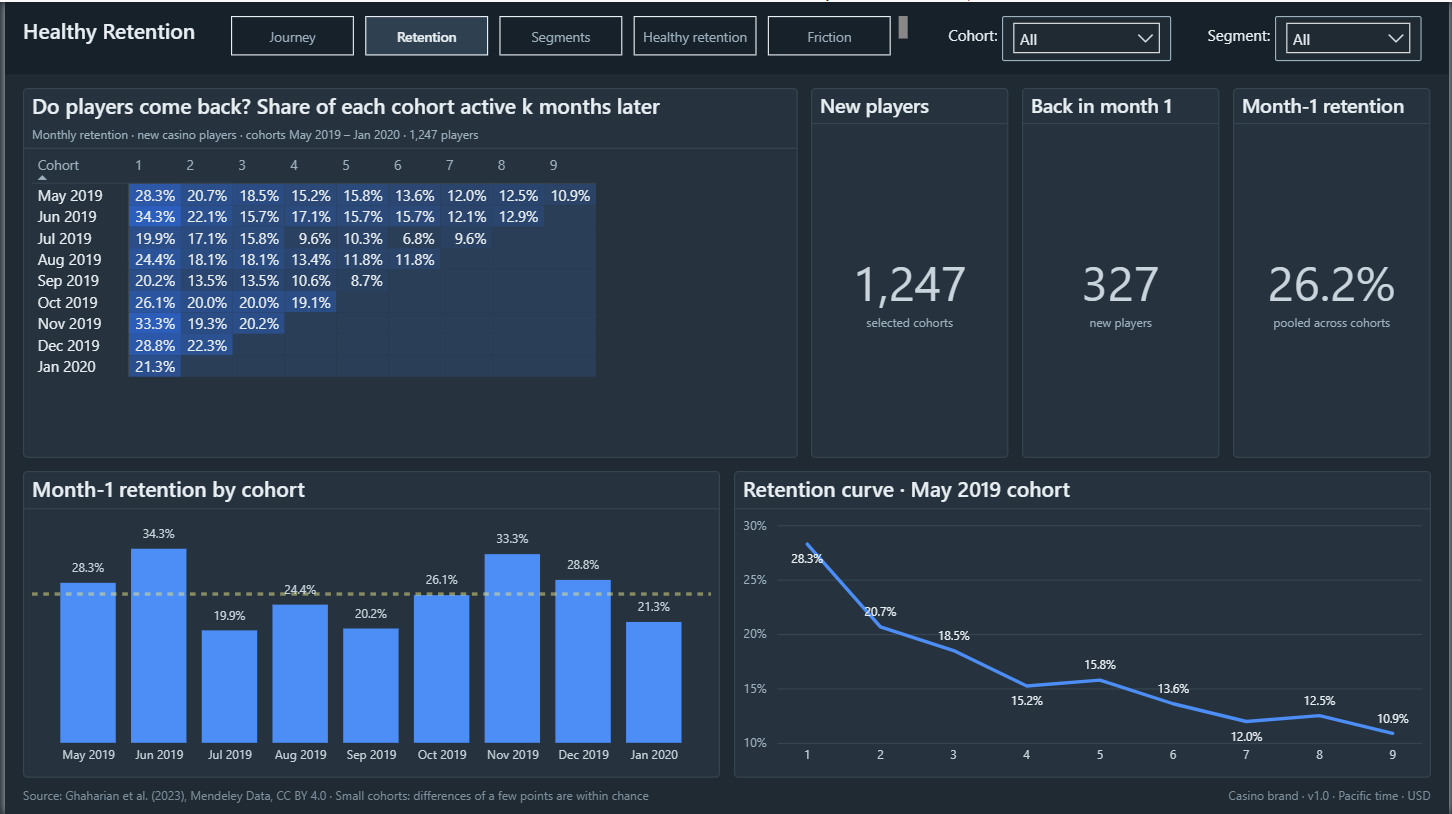 Healthy Retention
Journey
Retention
Segments
Healthy retention
Friction
Cohort:
All
Segment:
All
Do players come back? Share of each cohort active k months later
Monthly retention · new casino players · cohorts May 2019 – Jan 2020 · 1,247 players
Cohort 1 2 3 4 5 6 7 8 9
May 2019 28.3% 20.7% 18.5% 15.2% 15.8% 13.6% 12.0% 12.5% 10.9%
Jun 2019 34.3% 22.1% 15.7% 17.1% 15.7% 15.7% 12.1% 12.9%
Jul 2019 19.9% 17.1% 15.8% 9.6% 10.3% 6.8% 9.6%
Aug 2019 24.4% 18.1% 18.1% 13.4% 11.8% 11.8%
Sep 2019 20.2% 13.5% 13.5% 10.6% 8.7%
Oct 2019 26.1% 20.0% 20.0% 19.1%
Nov 2019 33.3% 19.3% 20.2%
Dec 2019 28.8% 22.3%
Jan 2020 21.3%
New players
1,247
selected cohorts
Back in month 1
327
new players
Month-1 retention
26.2%
pooled across cohorts
Month-1 retention by cohort
28.3%
34.3%
19.9%
24.4%
20.2%
26.1%
33.3%
28.8%
21.3%
May 2019 Jun 2019 Jul 2019 Aug 2019 Sep 2019 Oct 2019 Nov 2019 Dec 2019 Jan 2020
Retention curve · May 2019 cohort
30%
25%
20%
15%
10%
28.3%
20.7%
18.5%
15.2%
15.8%
13.6%
12.0%
12.5%
10.9%
1 2 3 4 5 6 7 8 9
Source: Ghaharian et al. (2023), Mendeley Data, CC BY 4.0 · Small cohorts: differences of a few points are within chance
Casino brand · v1.0 · Pacific time · USD